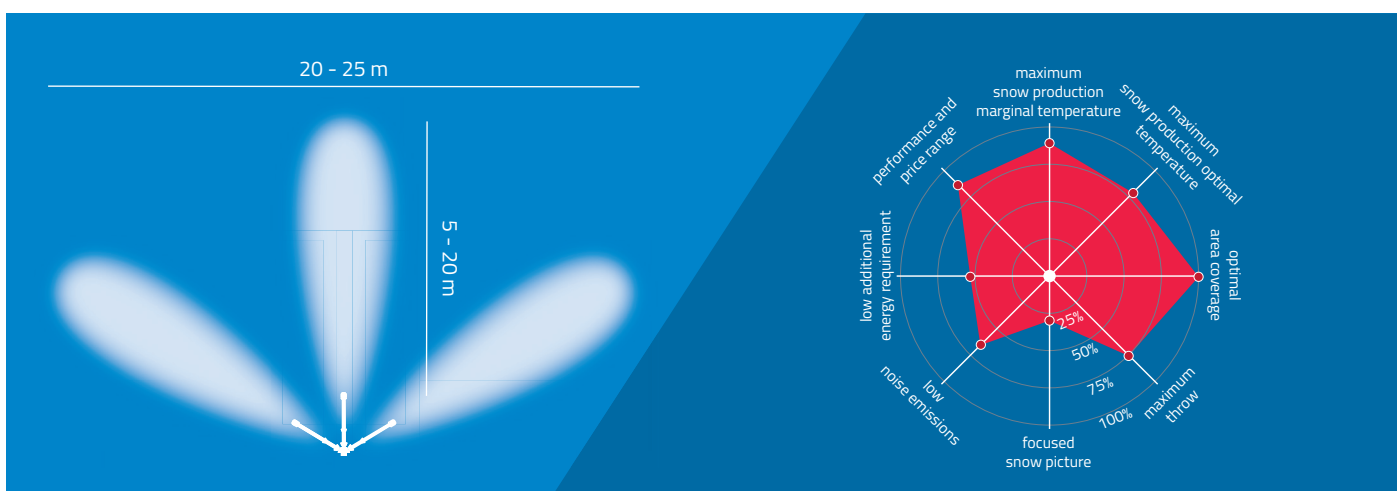 20 - 25 m
5 - 20 m
maximum
snow production
marginal temperature
maximum
snow production optimal
temperature
optimal
area coverage
maximum
throw
focused
snow picture
low
noise emissions
low additional
energy requirement
performance and
price range
25%
50%
75%
100%